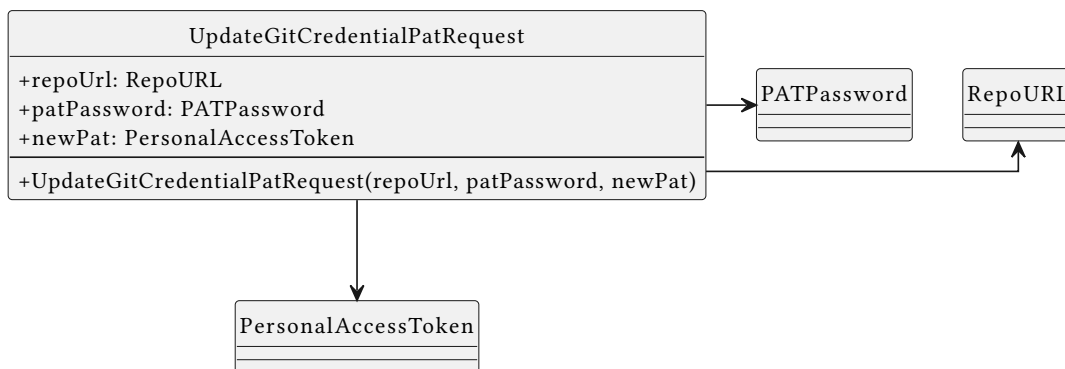 UpdateGitCredentialPatRequest
+repoUrl: RepoURL
+patPassword: PATPassword
+newPat: PersonalAccessToken
+UpdateGitCredentialPatRequest(repoUrl, patPassword, newPat)
PATPassword
RepoURL
PersonalAccessToken